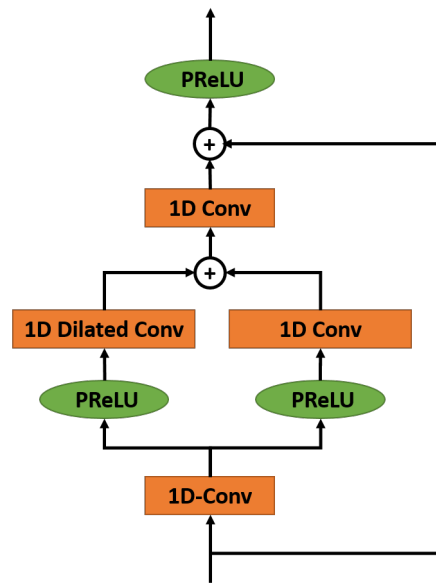 PReLU
+
1D Conv
+
1D Dilated Conv
1D Conv
PReLU
PReLU
1D-Conv